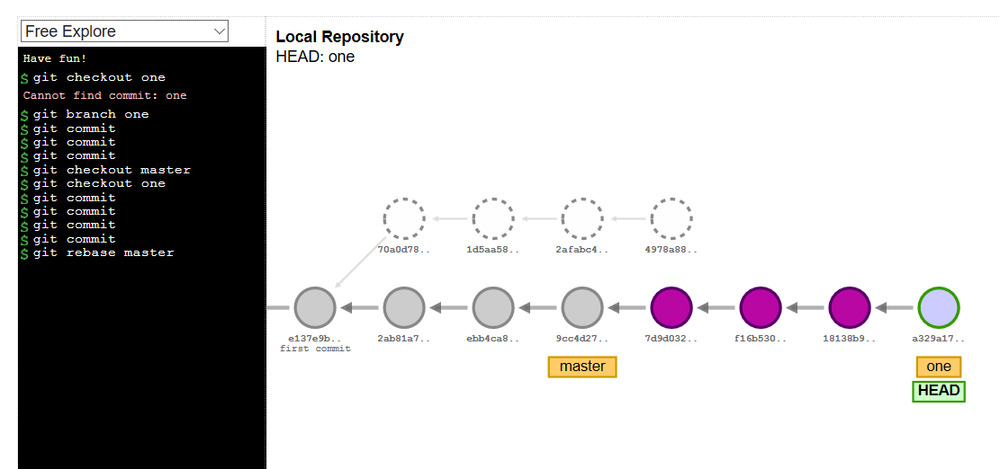 Free Explore
Have fun!
$ git checkout one
Cannot find commit: one
$ git branch one
$ git commit
$ git commit
$ git commit
$ git checkout master
$ git checkout one
$ git commit
$ git commit
$ git commit
$ git commit
$ git rebase master
Local Repository
HEAD: one
70a0d78.. 1d5aa58.. 2afabc4.. 4978a88..
e137e9b.. 2ab81a7.. ebb4ca8.. 9cc4d27.. 7d9d032.. f16b530.. 18138b9.. a329a17..
first commit
master one
HEAD